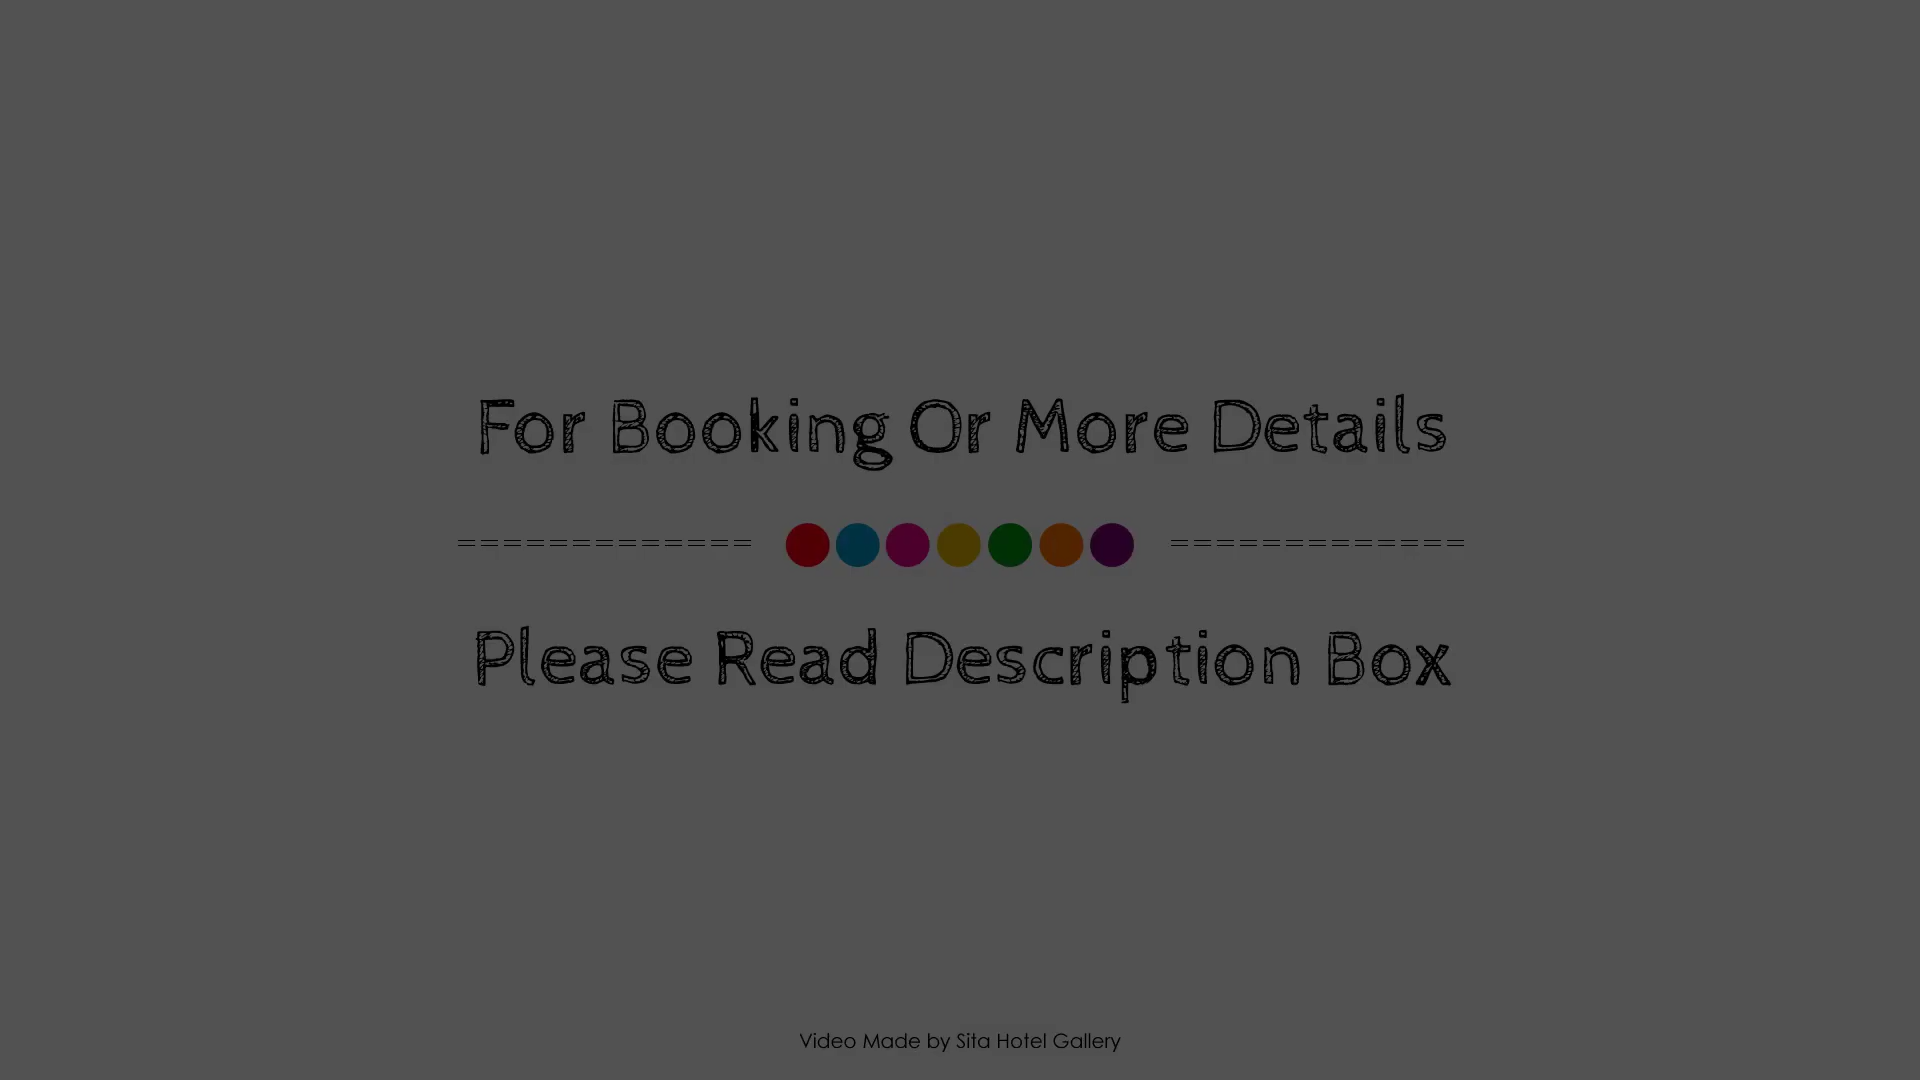 For Booking Or More Details
============= =============
Please Read Description Box
Video Made by Sita Hotel Gallery